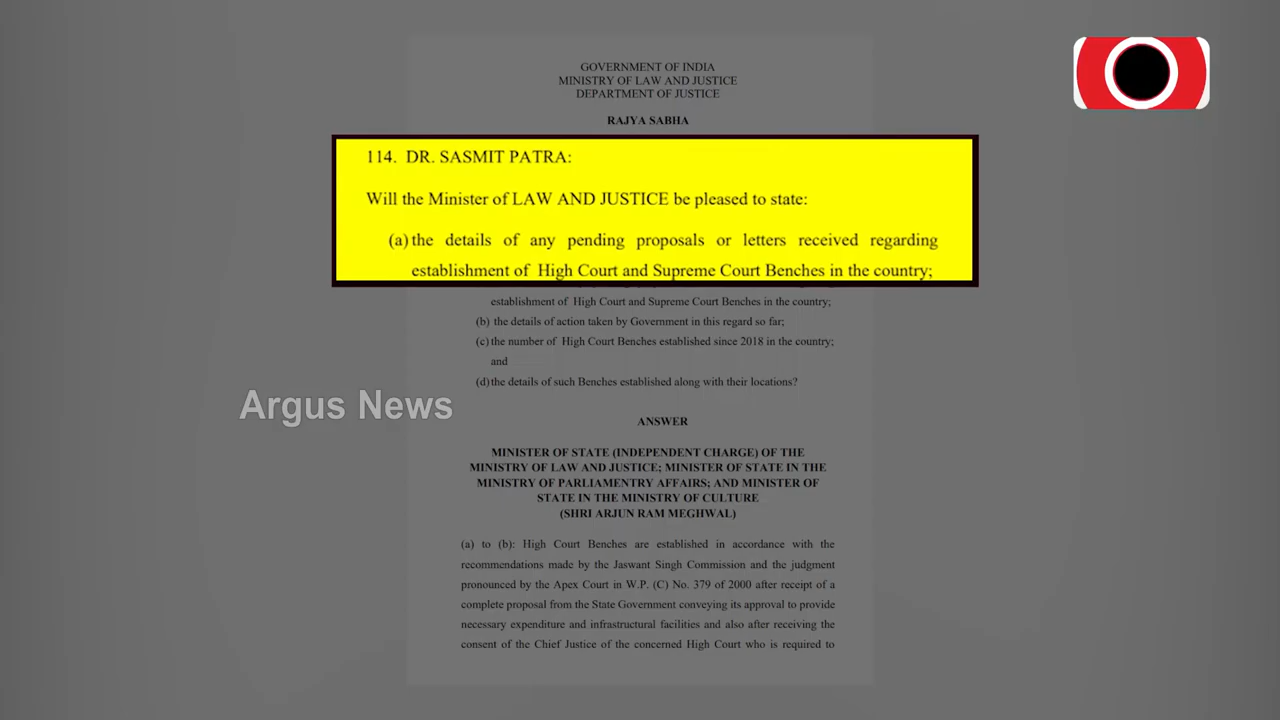 GOVERNMENT OF INDIA
MINISTRY OF LAW AND JUSTICE
DEPARTMENT OF JUSTICE
RAJYA SABHA
114. DR. SASMIT PATRA:
Will the Minister of LAW AND JUSTICE be pleased to state:
(a) the details of any pending proposals or letters received regarding
establishment of High Court and Supreme Court Benches in the country;
establishment of High Court and Supreme Court Benches in the country;
(b) the details of action taken by Government in this regard so far;
(c) the number of High Court Benches established since 2018 in the country;
and
(d) the details of such Benches established along with their locations?
Argus News
ANSWER
MINISTER OF STATE (INDEPENDENT CHARGE) OF THE
MINISTRY OF LAW AND JUSTICE; MINISTER OF STATE IN THE
MINISTRY OF PARLIAMENTRY AFFAIRS; AND MINISTER OF
STATE IN THE MINISTRY OF CULTURE
(SHRI ARJUN RAM MEGHWAL)
(a) to (b): High Court Benches are established in accordance with the
recommendations made by the Jaswant Singh Commission and the judgment
pronounced by the Apex Court in W.P. (C) No. 379 of 2000 after receipt of a
complete proposal from the State Government conveying its approval to provide
necessary expenditure and infrastructural facilities and also after receiving the
consent of the Chief Justice of the concerned High Court who is required to